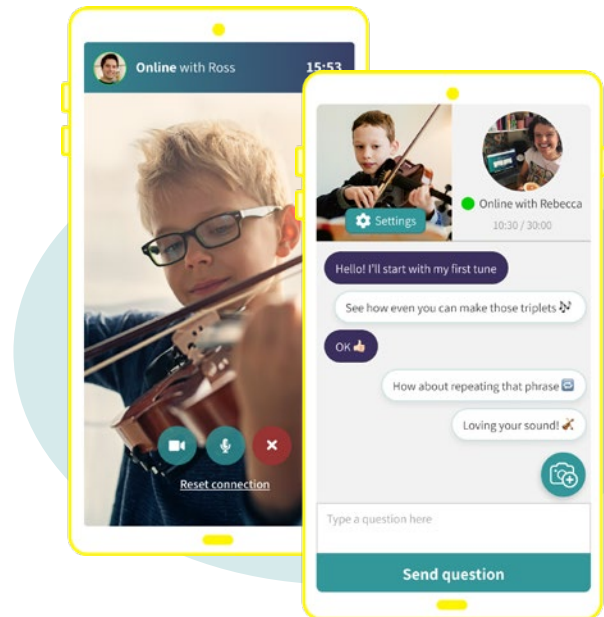 Online with Ross 15:53
Reset connection
Settings
Online with Rebecca
10:30 / 30:00
Hello! I'll start with my first tune
See how even you can make those triplets 🎶
OK 👍🏻
How about repeating that phrase 🔁
Loving your sound! 🎻
Type a question here
Send question